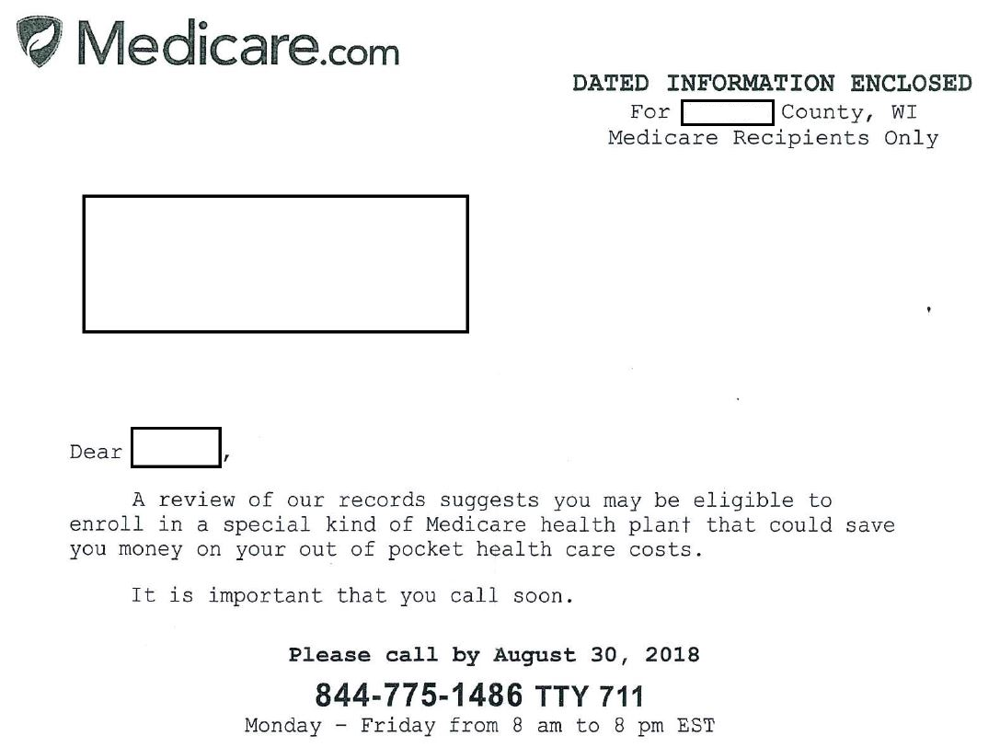 Medicare.com
DATED INFORMATION ENCLOSED
For County, WI
Medicare Recipients Only
Dear ,
A review of our records suggests you may be eligible to
enroll in a special kind of Medicare health plan† that could save
you money on your out of pocket health care costs.
It is important that you call soon.
Please call by August 30, 2018
844-775-1486 TTY 711
Monday – Friday from 8 am to 8 pm EST